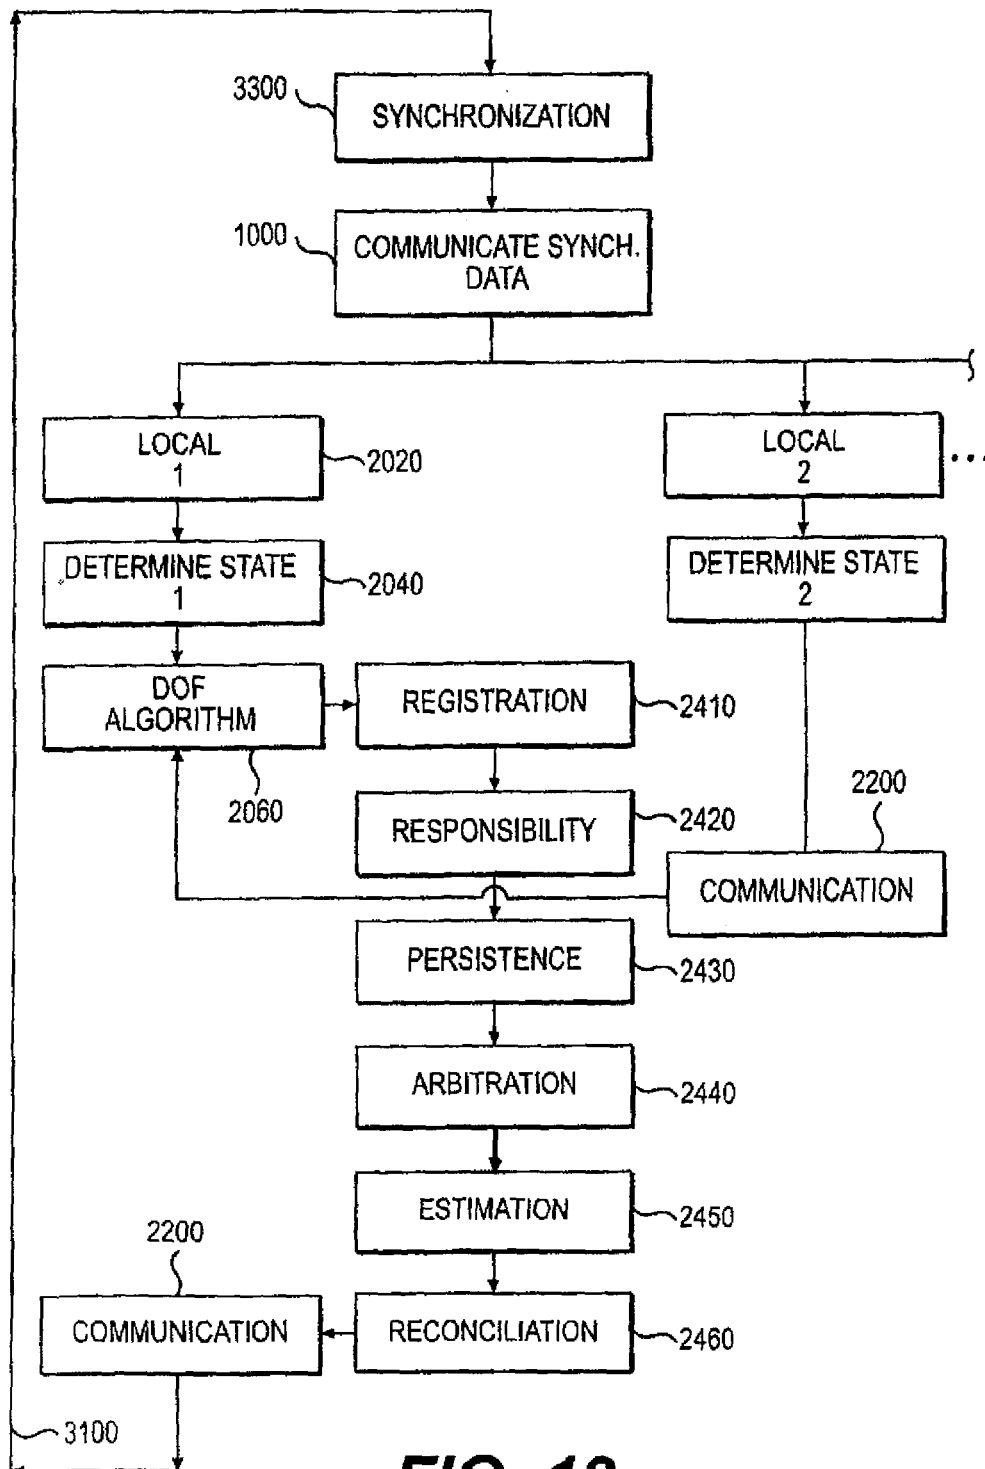 3300
SYNCHRONIZATION
1000
COMMUNICATE SYNCH.
DATA
LOCAL
1
2020
LOCAL
2
...
DETERMINE STATE
1
2040
DETERMINE STATE
2
DOF
ALGORITHM
2060
REGISTRATION
2410
RESPONSIBILITY
2420
2200
COMMUNICATION
PERSISTENCE
2430
ARBITRATION
2440
ESTIMATION
2450
2200
COMMUNICATION
RECONCILIATION
2460
3100